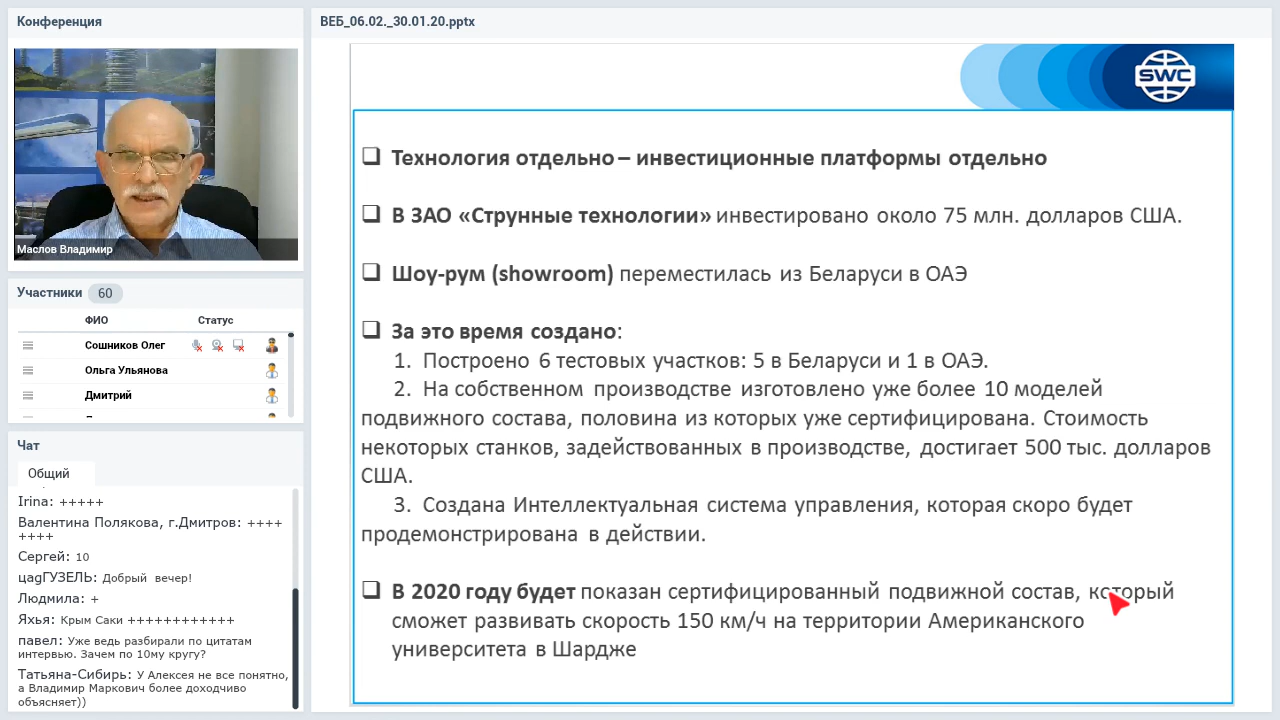 Конференция
Маслов Владимир
Участники 60
ФИО Статус
Сошников Олег
Ольга Ульянова
Дмитрий
Чат
Общий
Irina: +++++
Валентина Полякова, г.Дмитров: ++++
++++
Сергей: 10
цадГУЗЕЛЬ: Добрый вечер!
Людмила: +
Яхья: Крым Саки ++++++++++++
павел: Уже ведь разбирали по цитатам
интервью. Зачем по 10му кругу?
Татьяна-Сибирь: У Алексея не все понятно,
а Владимир Маркович более доходчиво
объясняет))
ВЕБ_06.02._30.01.20.pptx
SWC
Технология отдельно – инвестиционные платформы отдельно
В ЗАО «Струнные технологии» инвестировано около 75 млн. долларов США.
Шоу-рум (showroom) переместилась из Беларуси в ОАЭ
За это время создано:
1. Построено 6 тестовых участков: 5 в Беларуси и 1 в ОАЭ.
2. На собственном производстве изготовлено уже более 10 моделей
подвижного состава, половина из которых уже сертифицирована. Стоимость
некоторых станков, задействованных в производстве, достигает 500 тыс. долларов
США.
3. Создана Интеллектуальная система управления, которая скоро будет
продемонстрирована в действии.
В 2020 году будет показан сертифицированный подвижной состав, который
сможет развивать скорость 150 км/ч на территории Американского
университета в Шардже